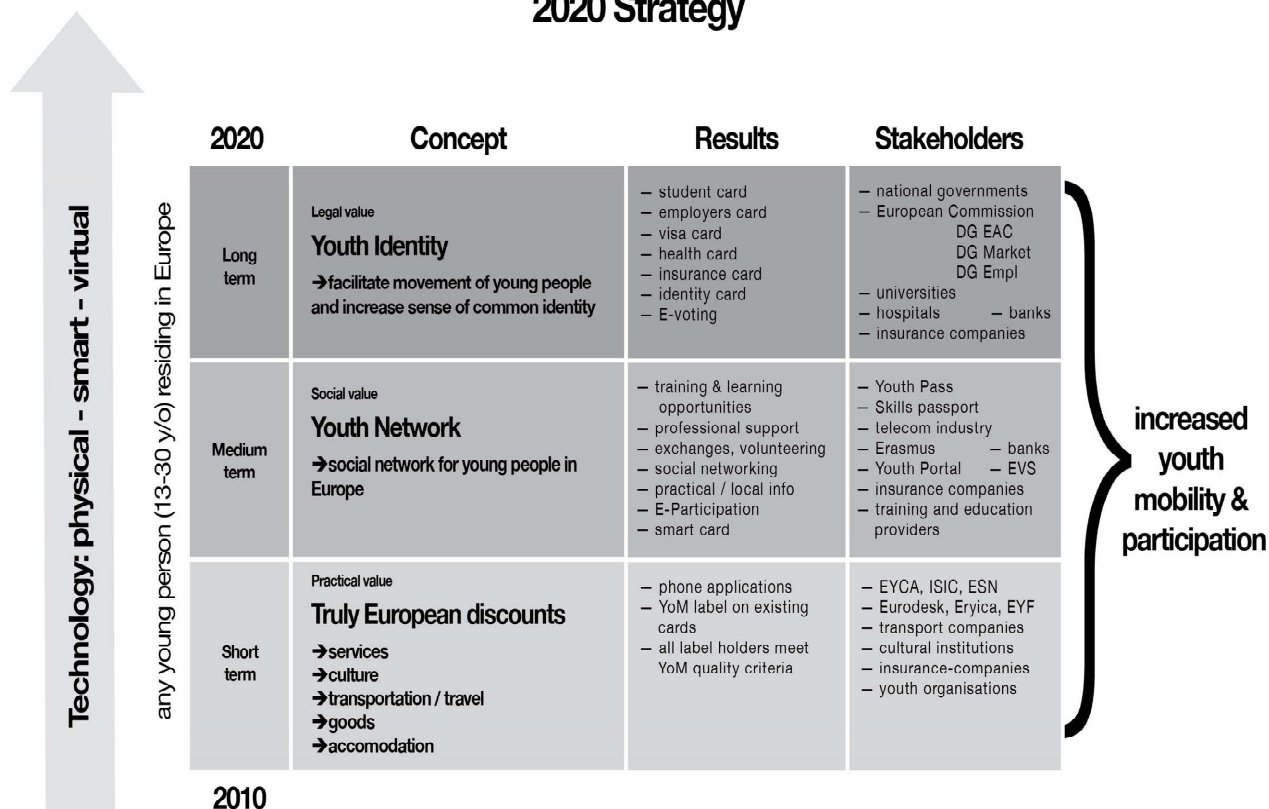 2020 Strategy
Technology: physical - smart - virtual
any young person (13-30 y/o) residing in Europe
2020
Concept
Results
Stakeholders
Long
term
Legal value
Youth Identity
➔facilitate movement of young people
and increase sense of common identity
– student card
– employers card
– visa card
– health card
– insurance card
– identity card
– E-voting
– national governments
– European Commission
DG EAC
DG Market
DG Empl
– universities
– hospitals – banks
– insurance companies
Medium
term
Social value
Youth Network
➔social network for young people in
Europe
– training & learning
opportunities
– professional support
– exchanges, volunteering
– social networking
– practical / local info
– E-Participation
– smart card
– Youth Pass
– Skills passport
– telecom industry
– Erasmus – banks
– Youth Portal – EVS
– insurance companies
– training and education
providers
Short
term
Practical value
Truly European discounts
➔services
➔culture
➔transportation / travel
➔goods
➔accomodation
– phone applications
– YoM label on existing
cards
– all label holders meet
YoM quality criteria
– EYCA, ISIC, ESN
– Eurodesk, Eryica, EYF
– transport companies
– cultural institutions
– insurance-companies
– youth organisations
2010
increased
youth
mobility &
participation